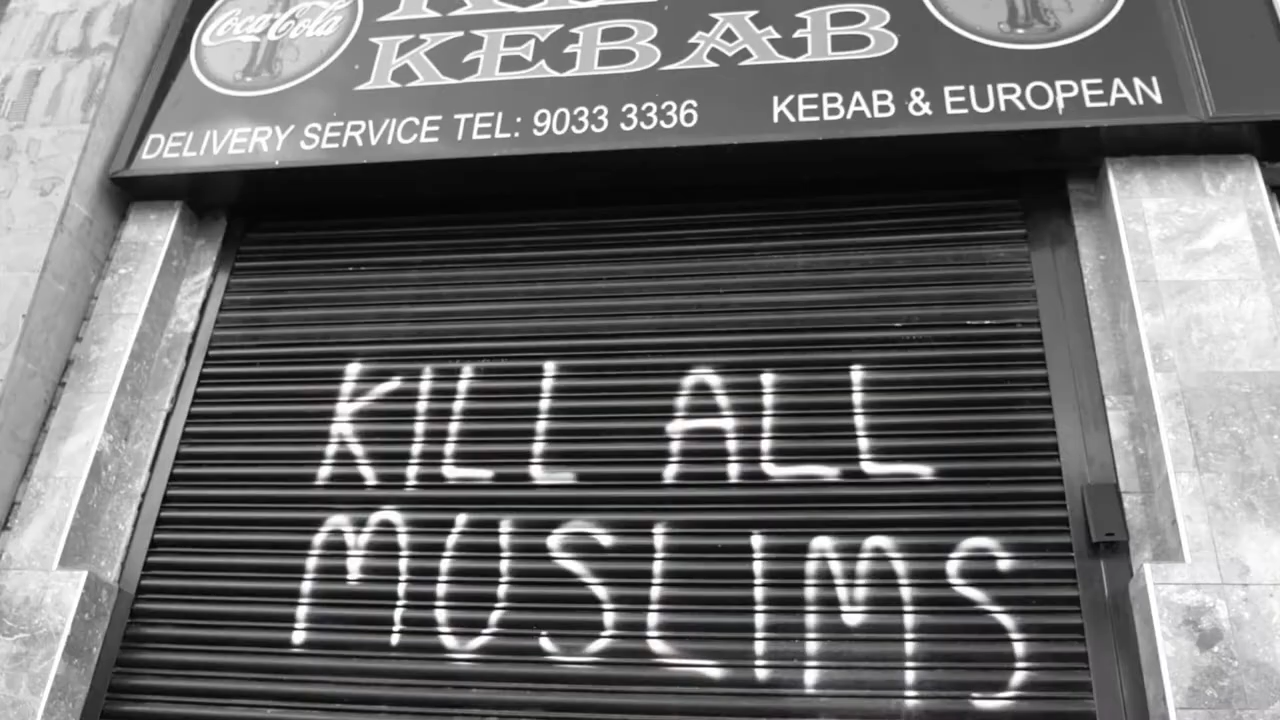 Coca-Cola
KEBAB
DELIVERY SERVICE TEL: 9033 3336
KEBAB & EUROPEAN
KILL ALL
MUSLIMS